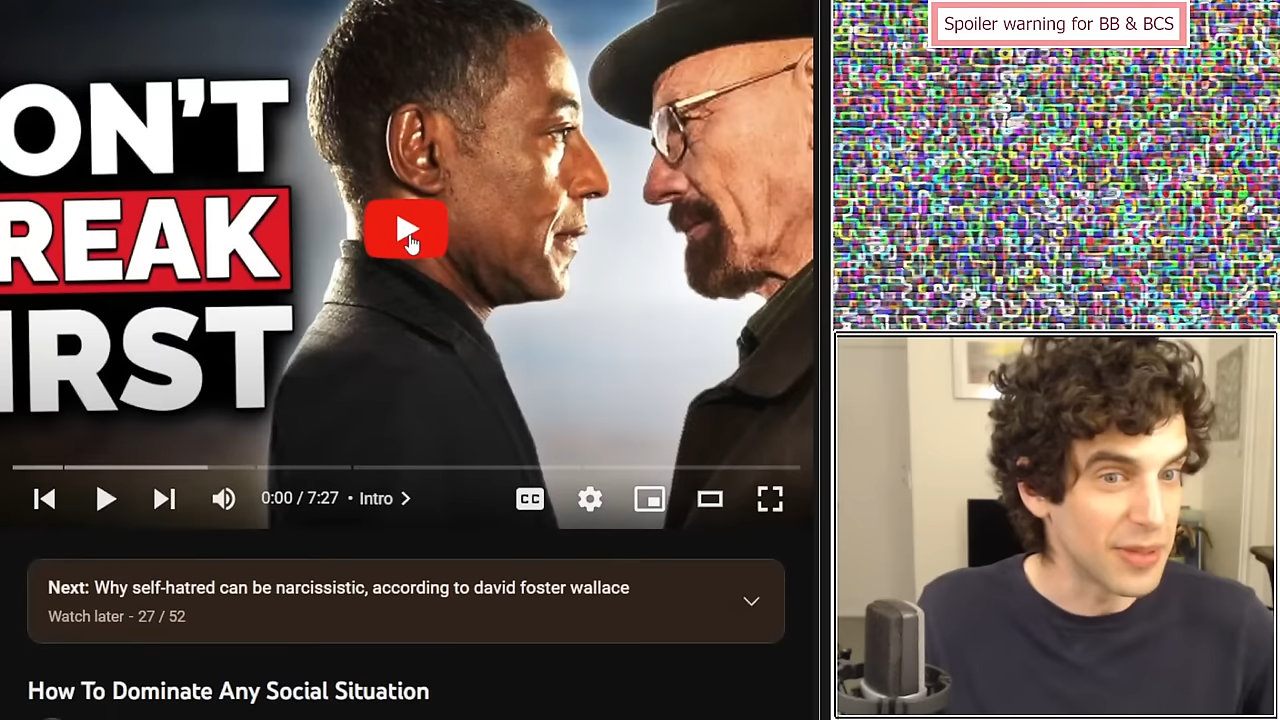 Spoiler warning for BB & BCS
ON'T
REAK
IRST
0:00 / 7:27 • Intro
CC
Next: Why self-hatred can be narcissistic, according to david foster wallace
Watch later - 27 / 52
How To Dominate Any Social Situation